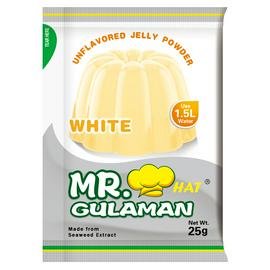 TEAR HERE
UNFLAVORED JELLY POWDER
Use
1.5L
Water
WHITE
MR. HAT ®
GULAMAN
Made from
Seaweed Extract
Net Wt.
25g